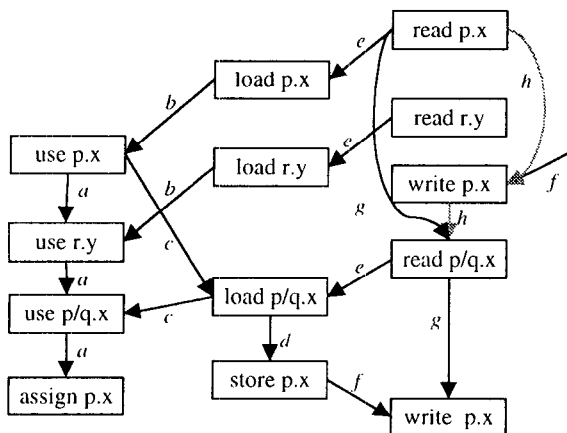 read p.x
e
load p.x
h
b
read r.y
e
use p.x
load r.y
b
write p.x
f
a
g
h
use r.y
c
read p/q.x
e
a
load p/q.x
use p/q.x
c
g
d
a
store p.x
f
assign p.x
write p.x